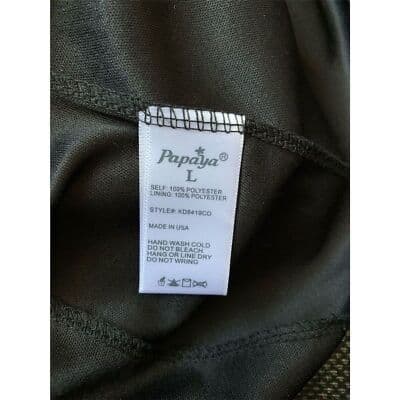 Papaya®
L
SELF: 100% POLYESTER
LINING: 100% POLYESTER
STYLE#: KD8419CO
MADE IN USA
HAND WASH COLD
DO NOT BLEACH
HANG OR LINE DRY
DO NOT IRON